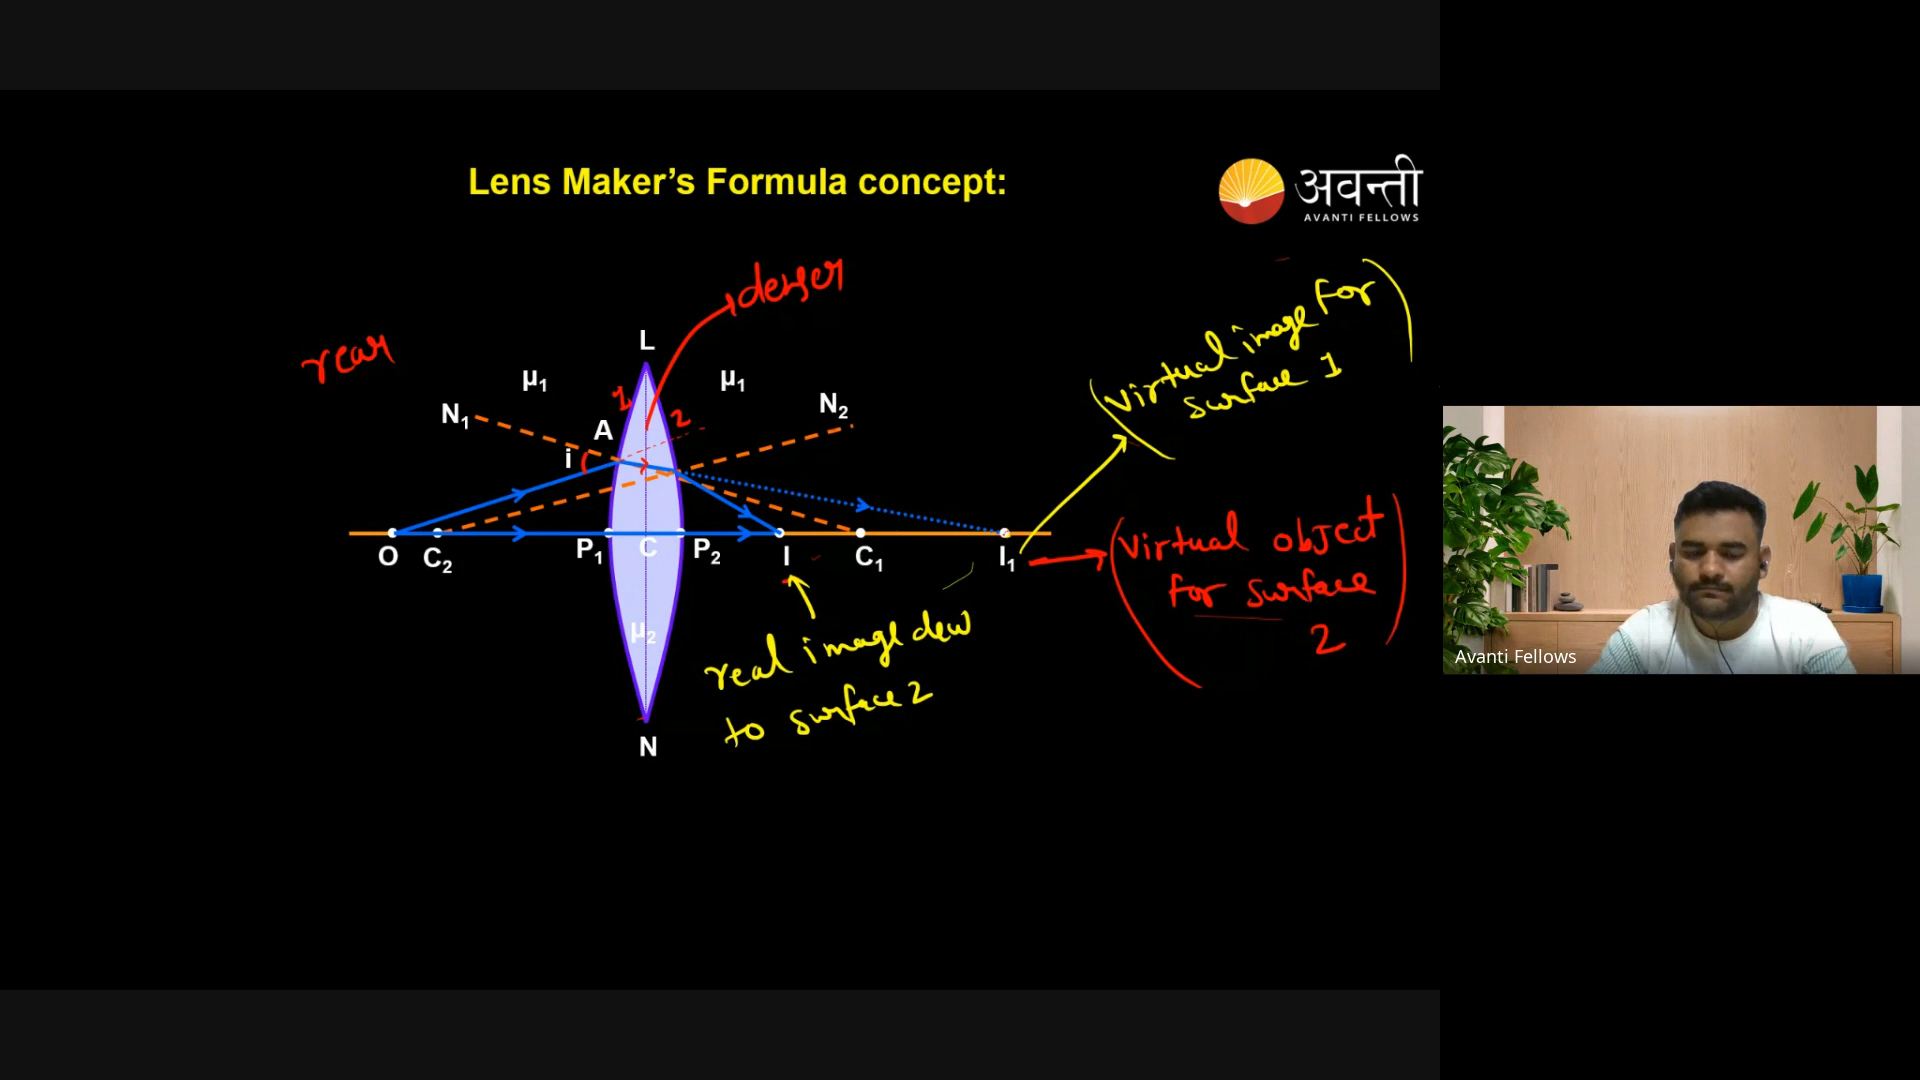 Lens Maker's Formula concept:
अवन्ती
AVANTI FELLOWS
denser
rear
L
μ₁
μ₁
1
2
N₁
N₂
A
i
O
C₂
P₁
C
P₂
I
C₁
I₁
μ₂
N
(Virtual image for
surface 1)
(Virtual object
for surface
2)
real image dew
to surface 2
Avanti Fellows